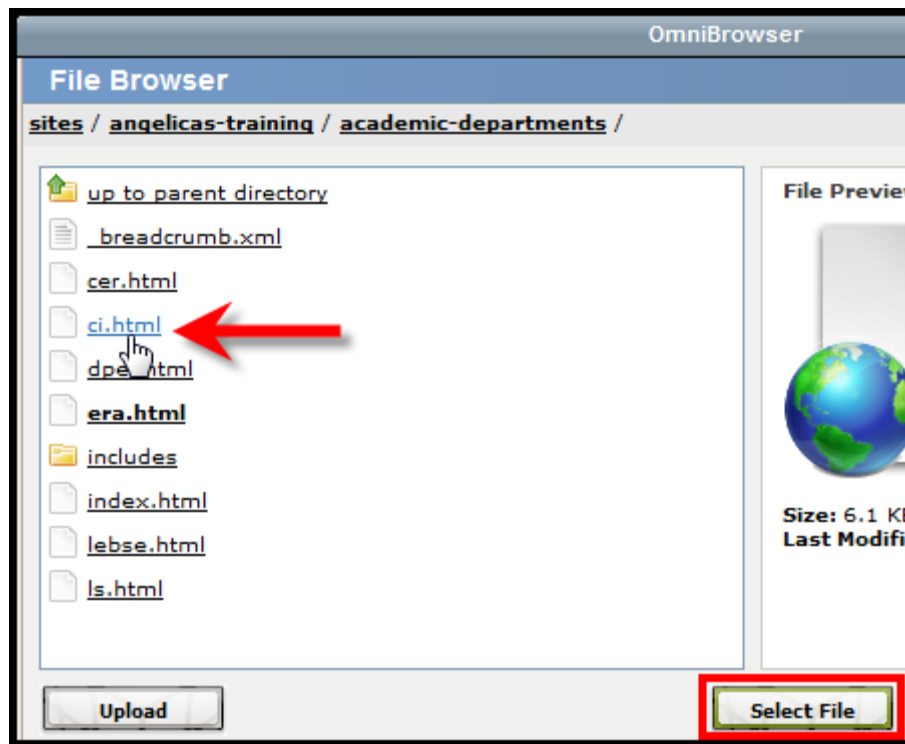 OmniBrowser
File Browser
sites / angelicas-training / academic-departments /
up to parent directory
_breadcrumb.xml
cer.html
ci.html
era.html
includes
index.html
lebse.html
ls.html
Upload
File Previe
Size: 6.1 KB
Last Modifi
Select File